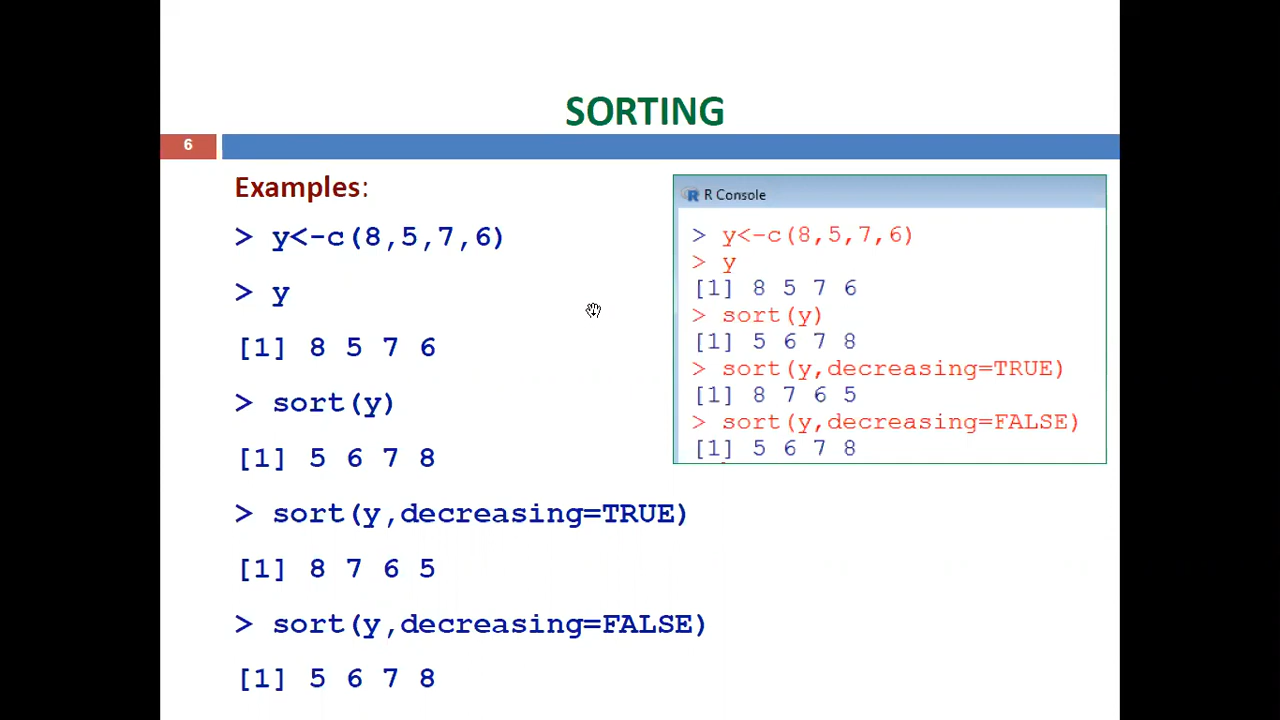 SORTING
6
Examples:
> y<-c(8,5,7,6)
> y
[1] 8 5 7 6
> sort(y)
[1] 5 6 7 8
> sort(y,decreasing=TRUE)
[1] 8 7 6 5
> sort(y,decreasing=FALSE)
[1] 5 6 7 8
R Console
> y<-c(8,5,7,6)
> y
[1] 8 5 7 6
> sort(y)
[1] 5 6 7 8
> sort(y,decreasing=TRUE)
[1] 8 7 6 5
> sort(y,decreasing=FALSE)
[1] 5 6 7 8